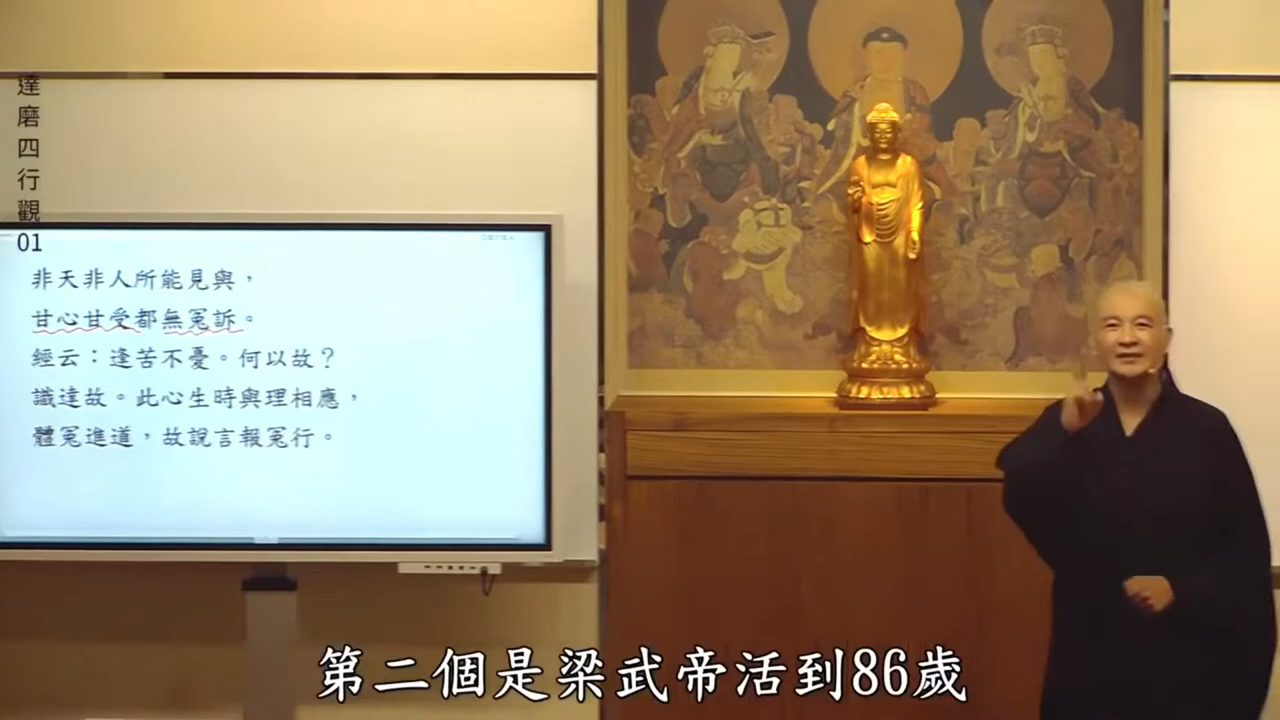 達磨四行觀
01
非天非人所能見與，
甘心甘受都無冤訴。
經云：逢苦不憂。何以故？
識達故。此心生時與理相應，
體冤進道，故說言報冤行。
第二個是梁武帝活到86歲